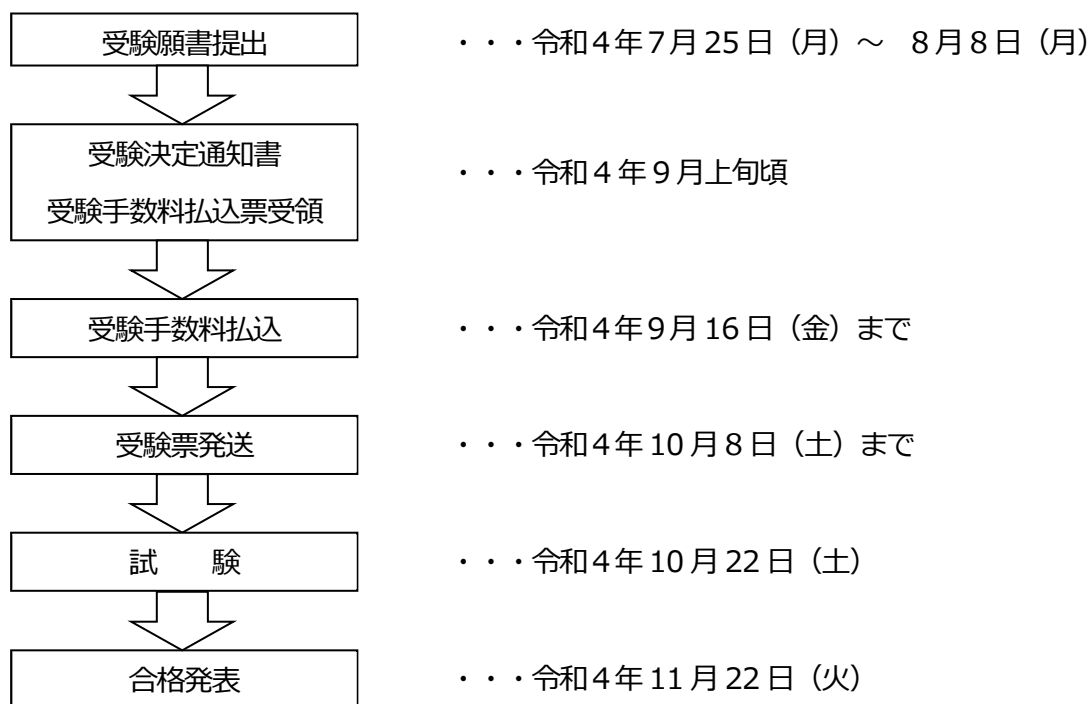 受験願書提出 ・・・令和４年７月25日（月）～ ８月８日（月）
受験決定通知書
受験手数料払込票受領 ・・・令和４年９月上旬頃
受験手数料払込 ・・・令和４年９月16日（金）まで
受験票発送 ・・・令和４年10月８日（土）まで
試　　験 ・・・令和４年10月22日（土）
合格発表 ・・・令和４年11月22日（火）